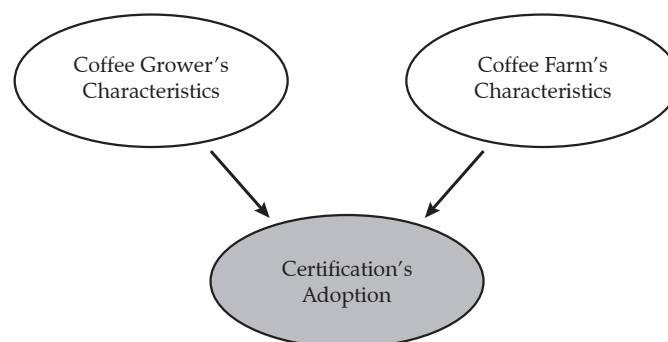 Coffee Grower's
Characteristics
Coffee Farm's
Characteristics
Certification's
Adoption